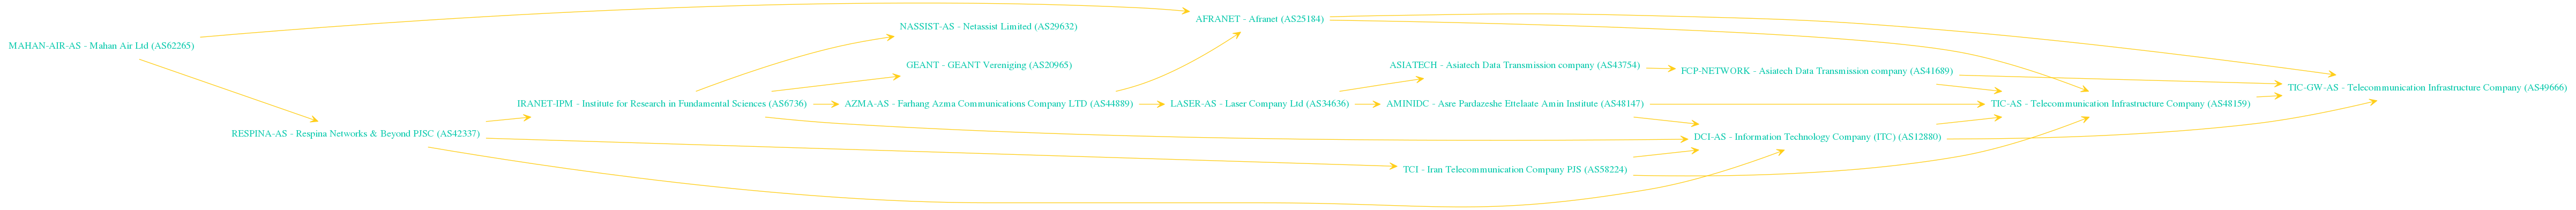 MAHAN-AIR-AS - Mahan Air Ltd (AS62265)
RESPINA-AS - Respina Networks & Beyond PJSC (AS42337)
IRANET-IPM - Institute for Research in Fundamental Sciences (AS6736)
NASSIST-AS - Netassist Limited (AS29632)
GEANT - GEANT Vereniging (AS20965)
AZMA-AS - Farhang Azma Communications Company LTD (AS44889)
AFRANET - Afranet (AS25184)
LASER-AS - Laser Company Ltd (AS34636)
ASIATECH - Asiatech Data Transmission company (AS43754)
AMINIDC - Asre Pardazeshe Ettelaate Amin Institute (AS48147)
TCI - Iran Telecommunication Company PJS (AS58224)
FCP-NETWORK - Asiatech Data Transmission company (AS41689)
DCI-AS - Information Technology Company (ITC) (AS12880)
TIC-AS - Telecommunication Infrastructure Company (AS48159)
TIC-GW-AS - Telecommunication Infrastructure Company (AS49666)